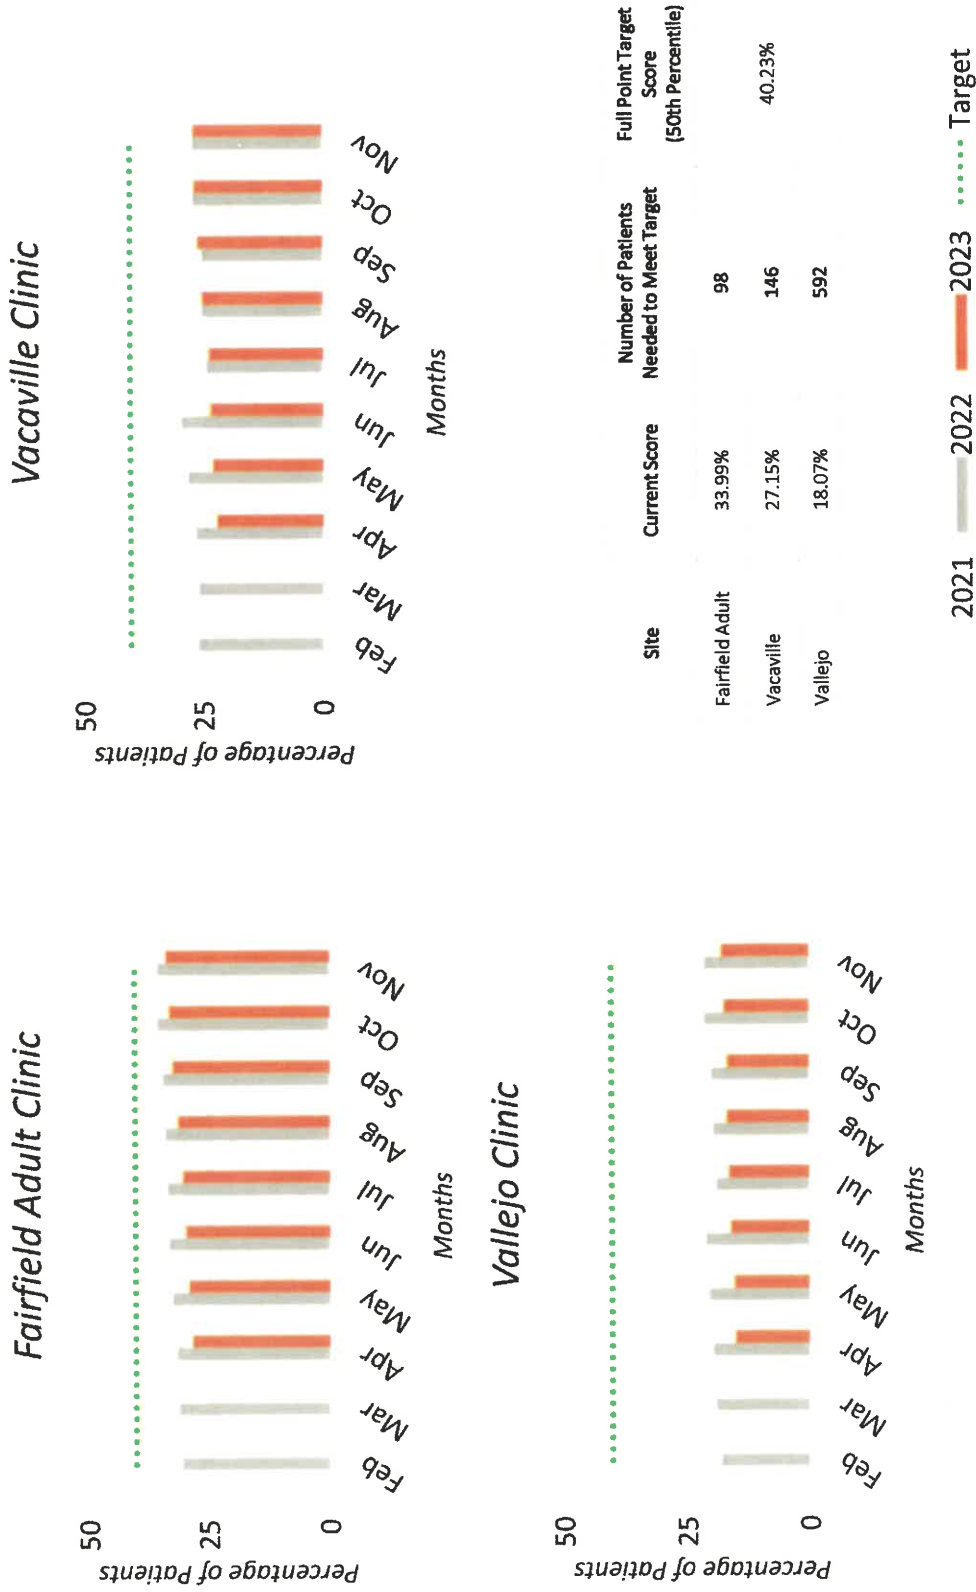 Fairfield Adult Clinic
Percentage of Patients
50
25
0
Feb
Mar
Apr
May
Jun
Jul
Aug
Sep
Oct
Nov
Months
Vacaville Clinic
Percentage of Patients
50
25
0
Feb
Mar
Apr
May
Jun
Jul
Aug
Sep
Oct
Nov
Months
Vallejo Clinic
Percentage of Patients
50
25
0
Feb
Mar
Apr
May
Jun
Jul
Aug
Sep
Oct
Nov
Months
Site Current Score Number of Patients Needed to Meet Target Full Point Target Score (50th Percentile)
Fairfield Adult 33.99% 98
Vacaville 27.15% 146 40.23%
Vallejo 18.07% 592
2021 2022 2023 Target